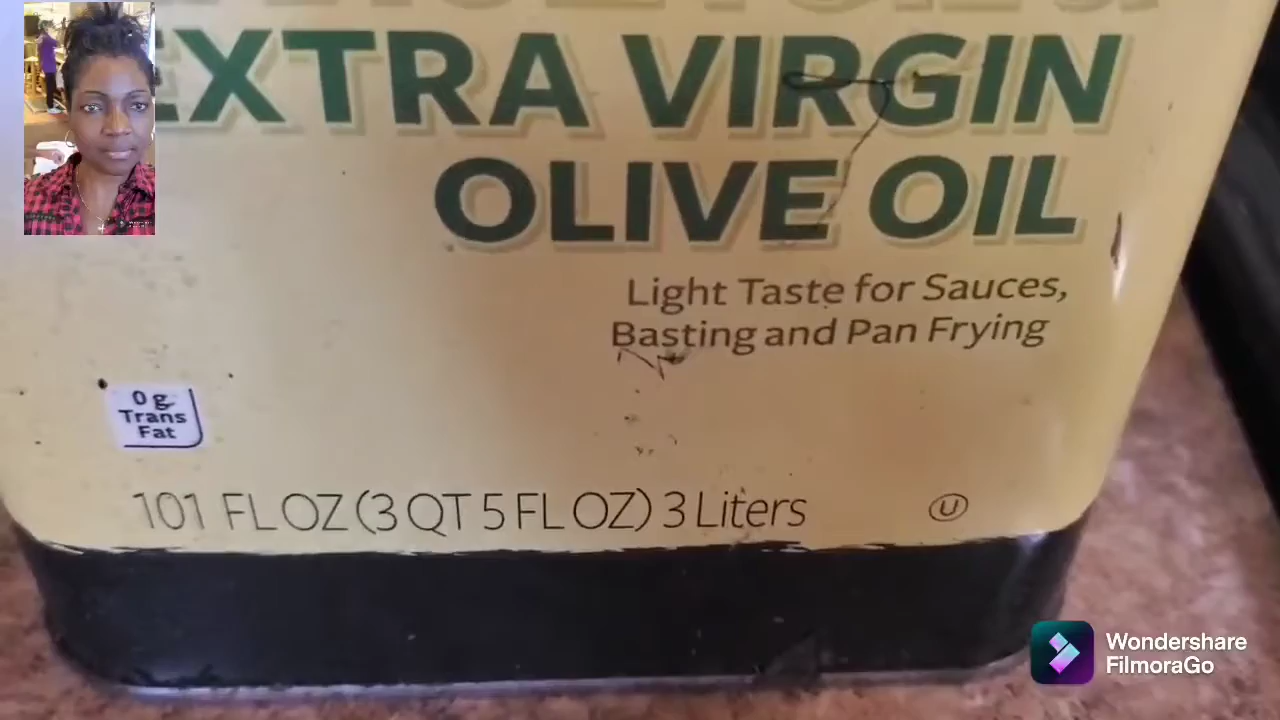 EXTRA VIRGIN
OLIVE OIL
Light Taste for Sauces,
Basting and Pan Frying
0 g
Trans
Fat
101 FL OZ (3 QT 5 FL OZ) 3 Liters
U
Wondershare
FilmoraGo